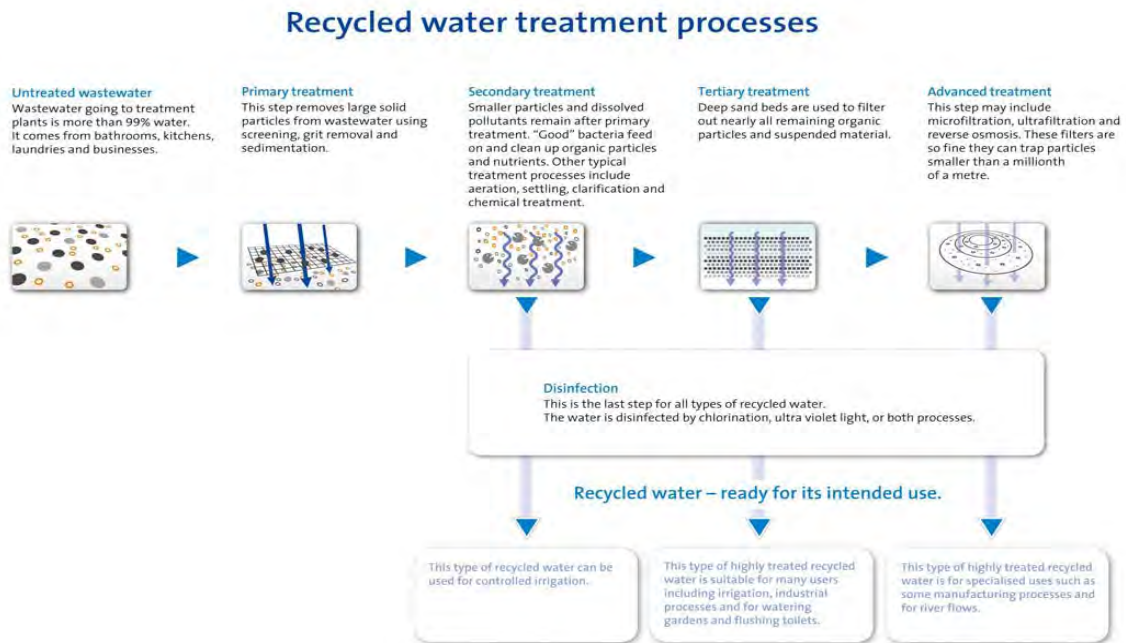 Recycled water treatment processes
Untreated wastewater
Wastewater going to treatment
plants is more than 99% water.
It comes from bathrooms, kitchens,
laundries and businesses.
Primary treatment
This step removes large solid
particles from wastewater using
screening, grit removal and
sedimentation.
Secondary treatment
Smaller particles and dissolved
pollutants remain after primary
treatment. “Good” bacteria feed
on and clean up organic particles
and nutrients. Other typical
treatment processes include
aeration, settling, clarification and
chemical treatment.
Tertiary treatment
Deep sand beds are used to filter
out nearly all remaining organic
particles and suspended material.
Advanced treatment
This step may include
microfiltration, ultrafiltration and
reverse osmosis. These filters are
so fine they can trap particles
smaller than a millionth
of a metre.
Disinfection
This is the last step for all types of recycled water.
The water is disinfected by chlorination, ultra violet light, or both processes.
Recycled water – ready for its intended use.
This type of recycled water can be
used for controlled irrigation.
This type of highly treated recycled
water is suitable for many users
including irrigation, industrial
processes and for watering
gardens and flushing toilets.
This type of highly treated recycled
water is for specialised uses such as
some manufacturing processes and
for river flows.